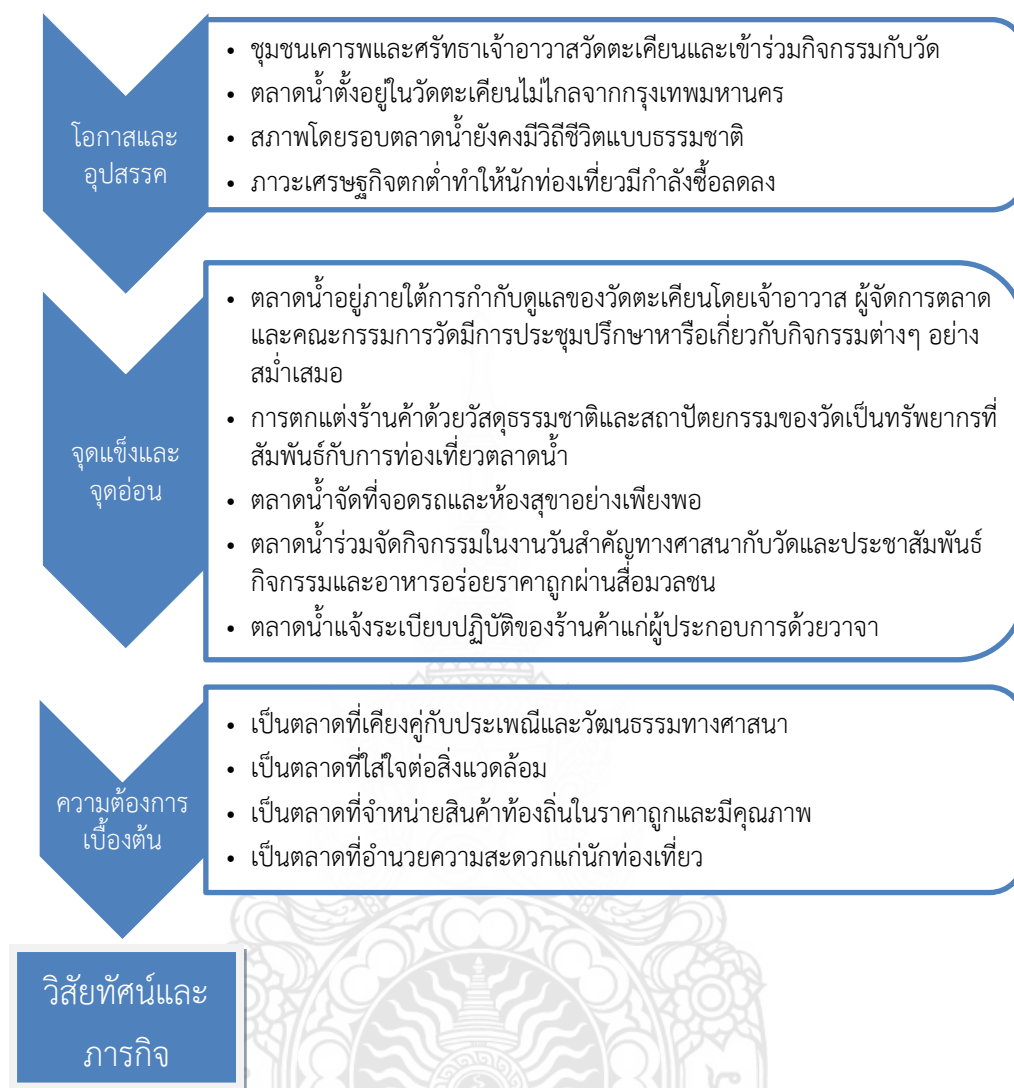 โอกาสและ
อุปสรรค
• ชุมชนเคารพและศรัทธาเจ้าอาวาสวัดตะเคียนและเข้าร่วมกิจกรรมกับวัด
• ตลาดน้ำตั้งอยู่ในวัดตะเคียนไม่ไกลจากกรุงเทพมหานคร
• สภาพโดยรอบตลาดน้ำยังคงมีวิถีชีวิตแบบธรรมชาติ
• ภาวะเศรษฐกิจตกต่ำทำให้นักท่องเที่ยวมีกำลังซื้อลดลง
จุดแข็งและ
จุดอ่อน
• ตลาดน้ำอยู่ภายใต้การกำกับดูแลของวัดตะเคียนโดยเจ้าอาวาส ผู้จัดการตลาด
และคณะกรรมการวัดมีการประชุมปรึกษาหารือเกี่ยวกับกิจกรรมต่างๆ อย่าง
สม่ำเสมอ
• การตกแต่งร้านค้าด้วยวัสดุธรรมชาติและสถาปัตยกรรมของวัดเป็นทรัพยากรที่
สัมพันธ์กับการท่องเที่ยวตลาดน้ำ
• ตลาดน้ำจัดที่จอดรถและห้องสุขาอย่างเพียงพอ
• ตลาดน้ำร่วมจัดกิจกรรมในงานวันสำคัญทางศาสนากับวัดและประชาสัมพันธ์
กิจกรรมและอาหารอร่อยราคาถูกผ่านสื่อมวลชน
• ตลาดน้ำแจ้งระเบียบปฏิบัติของร้านค้าแก่ผู้ประกอบการด้วยวาจา
ความต้องการ
เบื้องต้น
• เป็นตลาดที่เคียงคู่กับประเพณีและวัฒนธรรมทางศาสนา
• เป็นตลาดที่ใส่ใจต่อสิ่งแวดล้อม
• เป็นตลาดที่จำหน่ายสินค้าท้องถิ่นในราคาถูกและมีคุณภาพ
• เป็นตลาดที่อำนวยความสะดวกแก่นักท่องเที่ยว
วิสัยทัศน์และ
ภารกิจ